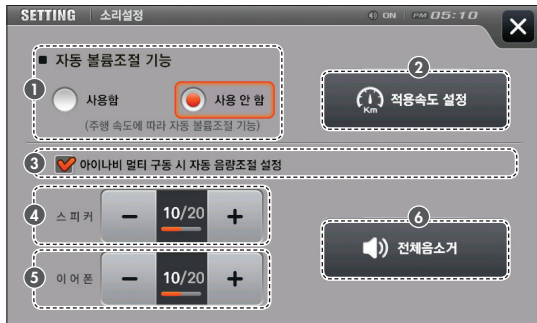 SETTING 소리설정
ON PM 05:10
자동 볼륨조절 기능
1 사용함 사용 안 함
(주행 속도에 따라 자동 볼륨조절 기능)
2
Km 적용속도 설정
3 아이나비 멀티 구동 시 자동 음량조절 설정
4 스피커 − 10/20 +
5 이어폰 − 10/20 +
6
전체음소거